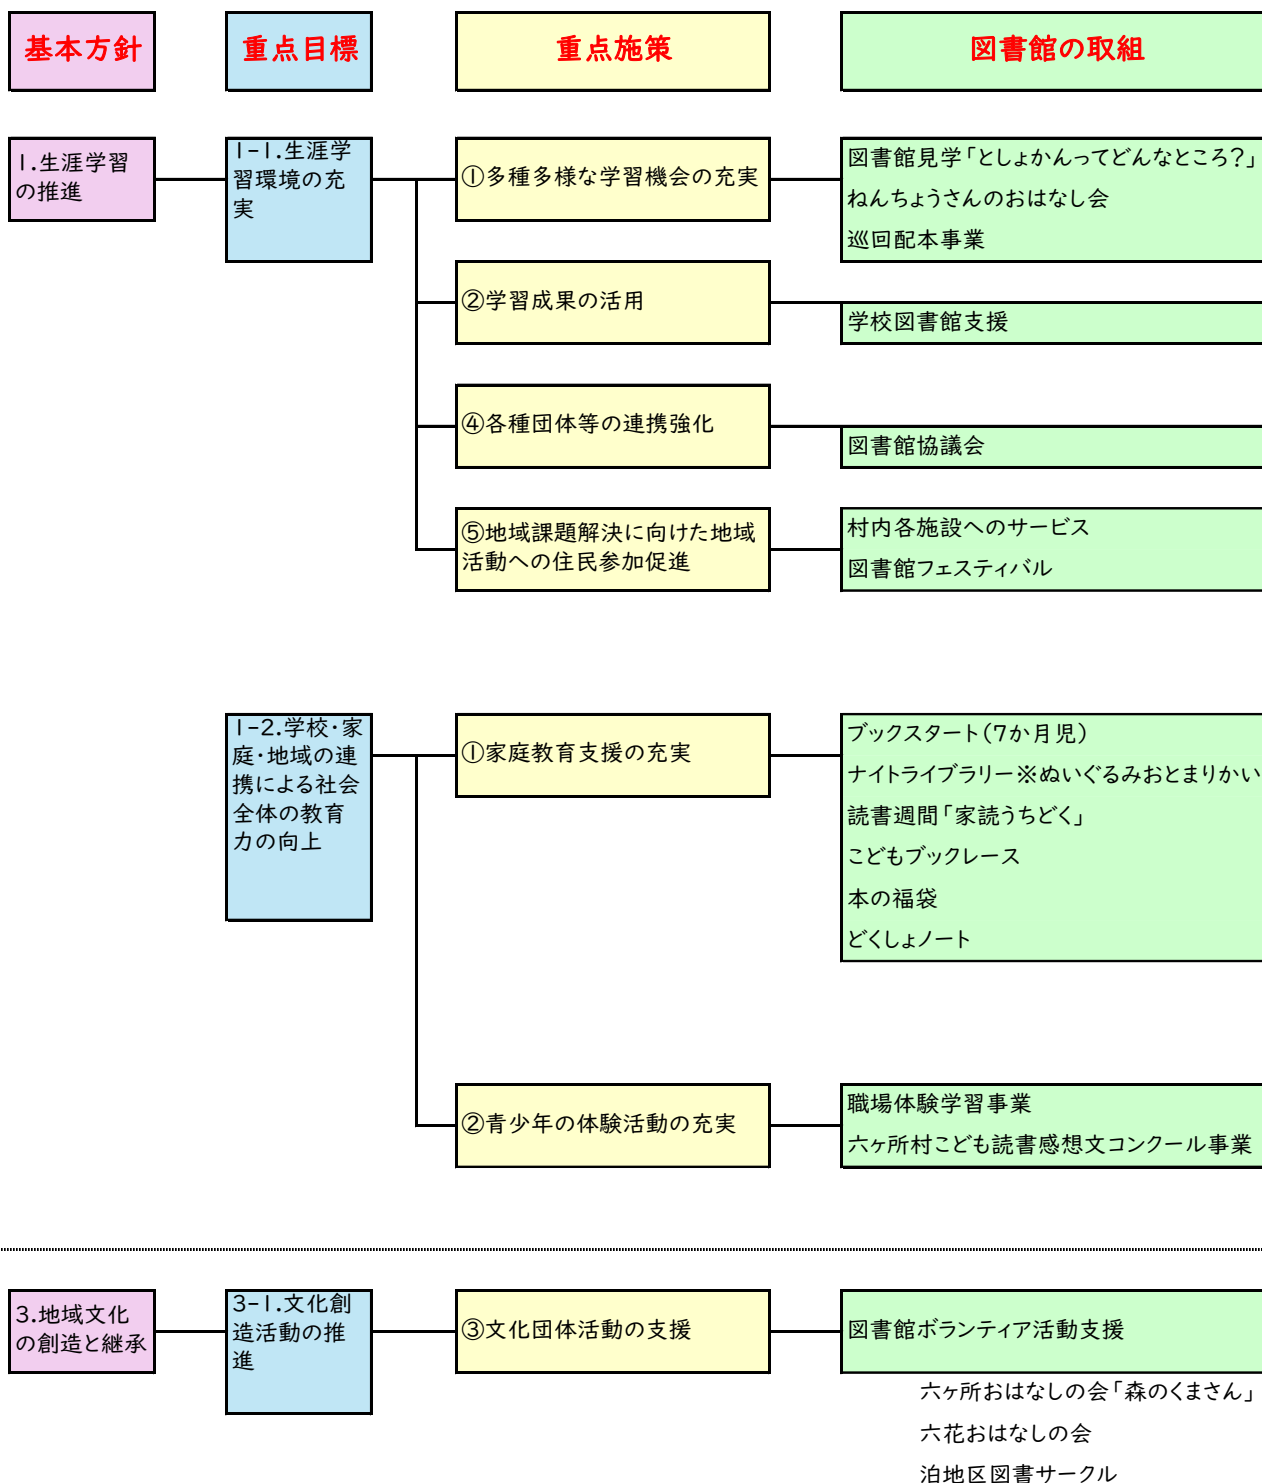 基本方針
重点目標
重点施策
図書館の取組
1.生涯学習
の推進
1-1.生涯学
習環境の充
実
①多種多様な学習機会の充実
図書館見学「としょかんってどんなところ？」
ねんちょうさんのおはなし会
巡回配本事業
②学習成果の活用
学校図書館支援
④各種団体等の連携強化
図書館協議会
⑤地域課題解決に向けた地域
活動への住民参加促進
村内各施設へのサービス
図書館フェスティバル
1-2.学校・家
庭・地域の連
携による社会
全体の教育
力の向上
①家庭教育支援の充実
ブックスタート（7か月児）
ナイトライブラリー※ぬいぐるみおとまりかい
読書週間「家読うちどく」
こどもブックレース
本の福袋
どくしょノート
②青少年の体験活動の充実
職場体験学習事業
六ヶ所村こども読書感想文コンクール事業
3.地域文化
の創造と継承
3-1.文化創
造活動の推
進
③文化団体活動の支援
図書館ボランティア活動支援
六ヶ所おはなしの会「森のくまさん」
六花おはなしの会
泊地区図書サークル